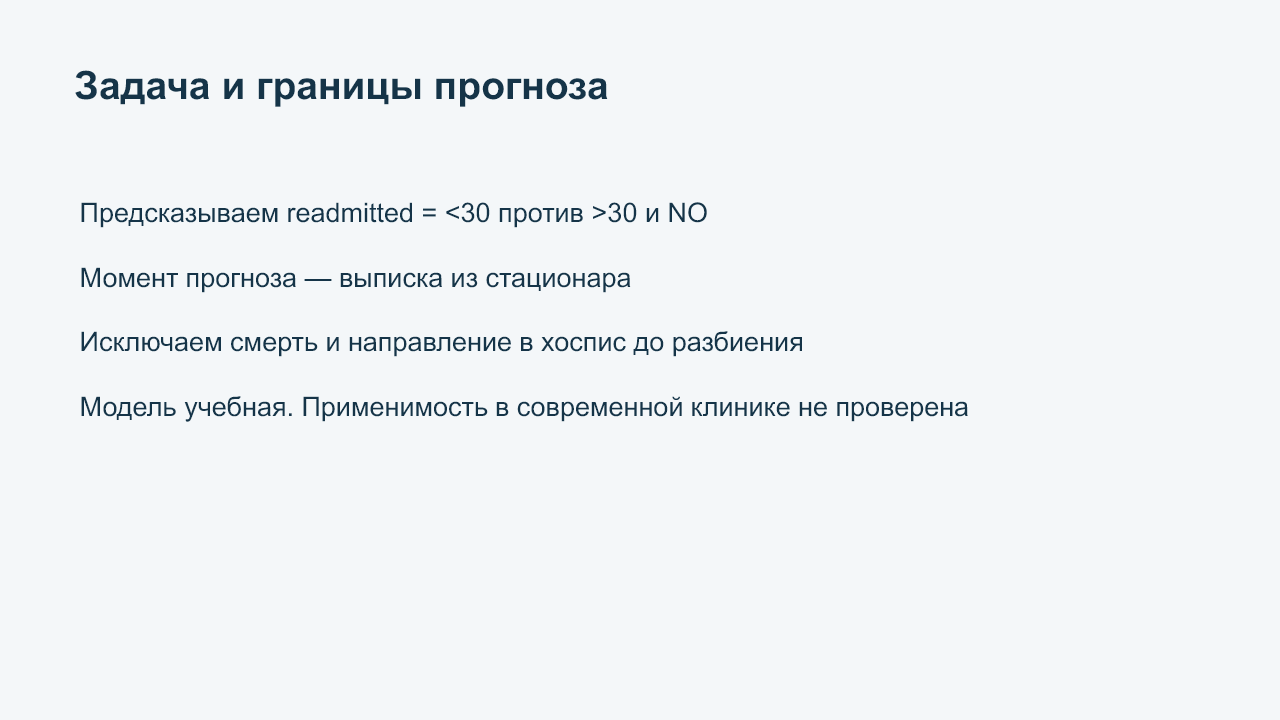 Задача и границы прогноза
Предсказываем readmitted = <30 против >30 и NO
Момент прогноза — выписка из стационара
Исключаем смерть и направление в хоспис до разбиения
Модель учебная. Применимость в современной клинике не проверена